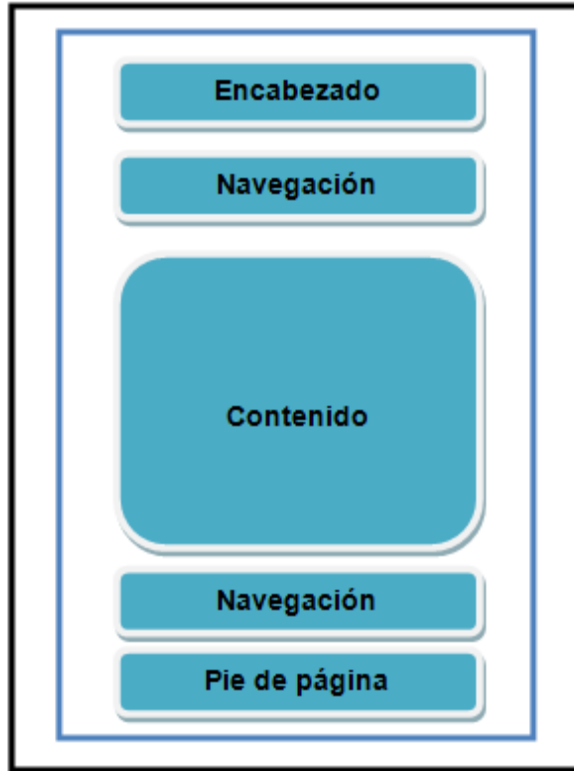 Encabezado
Navegación
Contenido
Navegación
Pie de página